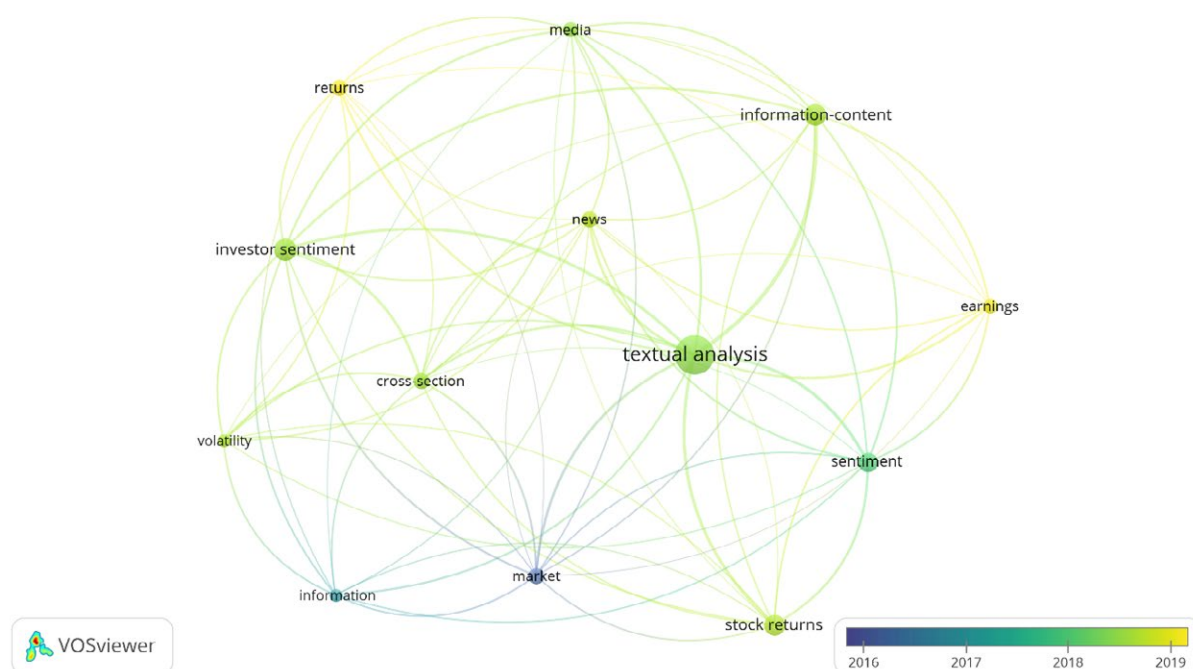 media
returns
information-content
news
investor sentiment
earnings
textual analysis
cross section
volatility
sentiment
market
information
stock returns
VOSviewer
2016 2017 2018 2019